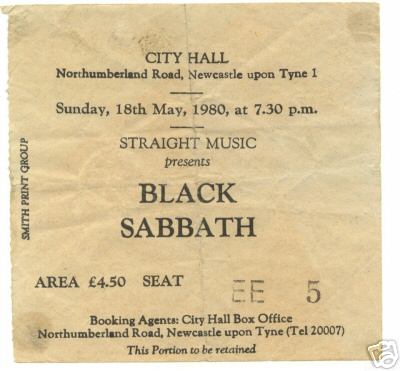 CITY HALL
Northumberland Road, Newcastle upon Tyne 1
Sunday, 18th May, 1980, at 7.30 p.m.
STRAIGHT MUSIC
presents
BLACK
SABBATH
SMITH PRINT GROUP
AREA £4.50 SEAT EE 5
Booking Agents: City Hall Box Office
Northumberland Road, Newcastle upon Tyne (Tel 20007)
This Portion to be retained